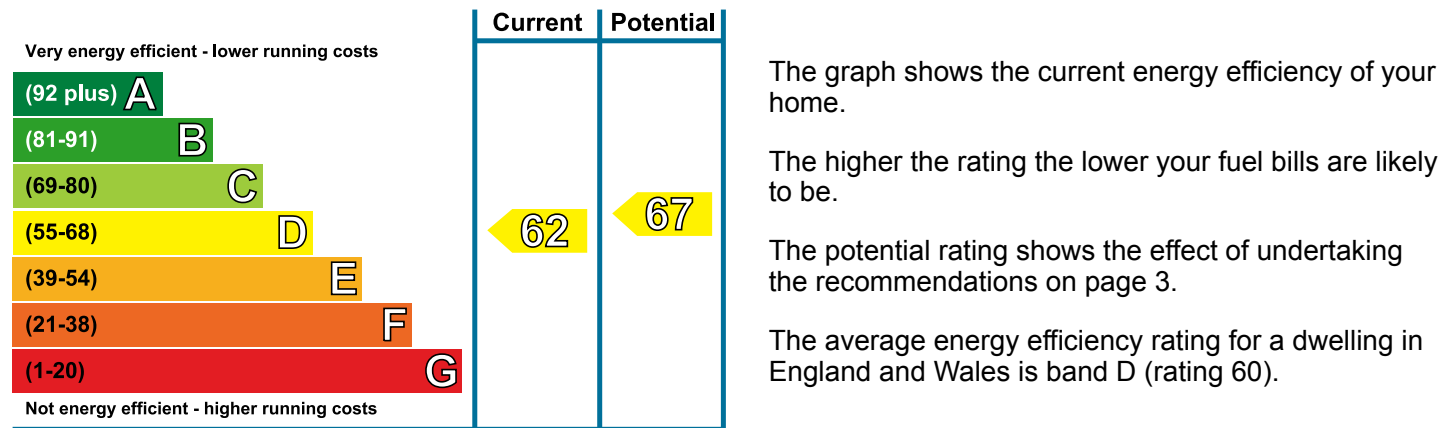 Current Potential
Very energy efficient - lower running costs
(92 plus) A
(81-91) B
(69-80) C
(55-68) D
(39-54) E
(21-38) F
(1-20) G
Not energy efficient - higher running costs
62
67
The graph shows the current energy efficiency of your
home.
The higher the rating the lower your fuel bills are likely
to be.
The potential rating shows the effect of undertaking
the recommendations on page 3.
The average energy efficiency rating for a dwelling in
England and Wales is band D (rating 60).